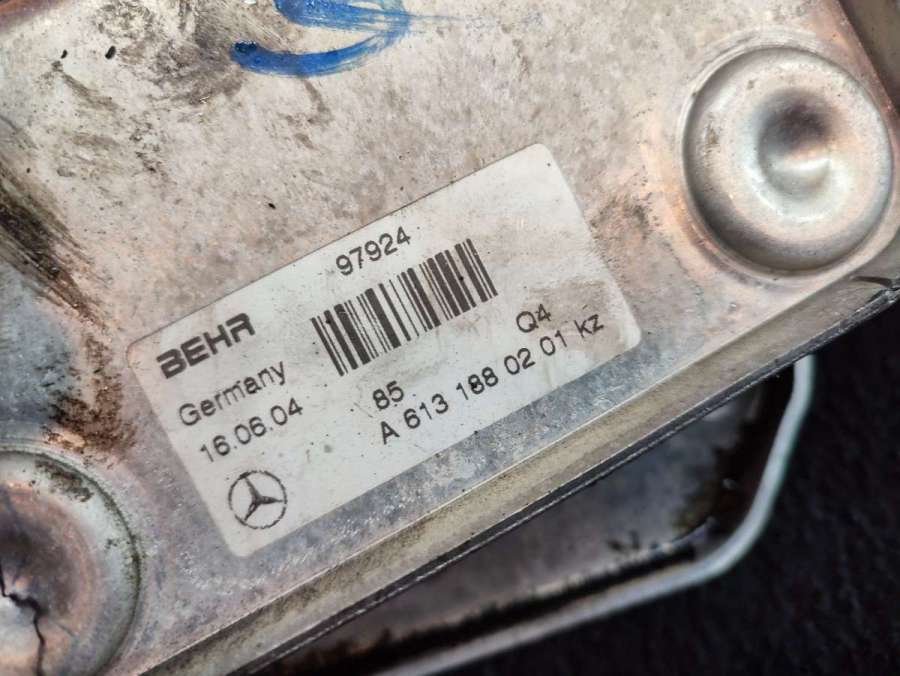 97924
BEHR
Germany
16.06.04
85
Q4
A 613 188 02 01 kz